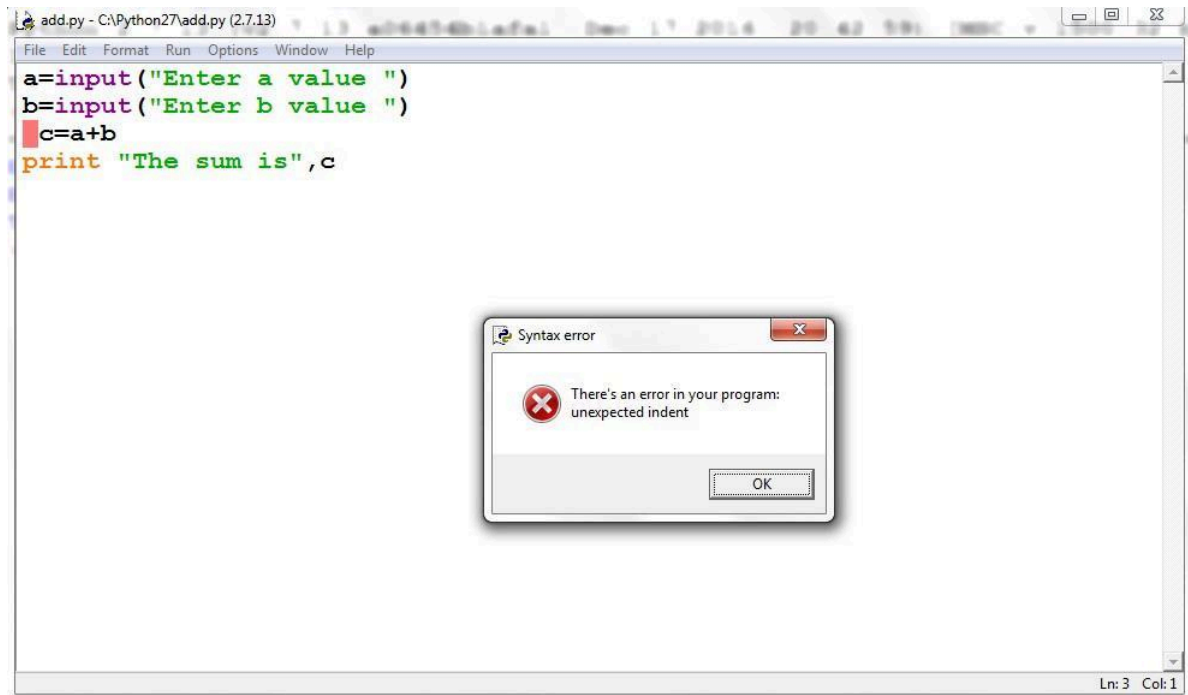 add.py - C:\Python27\add.py (2.7.13)
File Edit Format Run Options Window Help
a=input("Enter a value ")
b=input("Enter b value ")
 c=a+b
print "The sum is",c
Syntax error
There's an error in your program:
unexpected indent
OK
Ln: 3 Col: 1